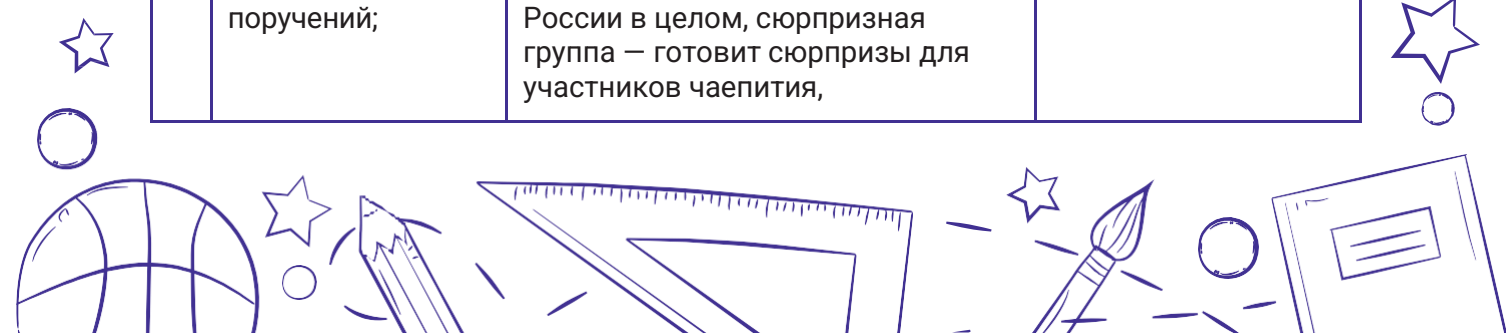 поручений;
России в целом, сюрпризная
группа — готовит сюрпризы для
участников чаепития,